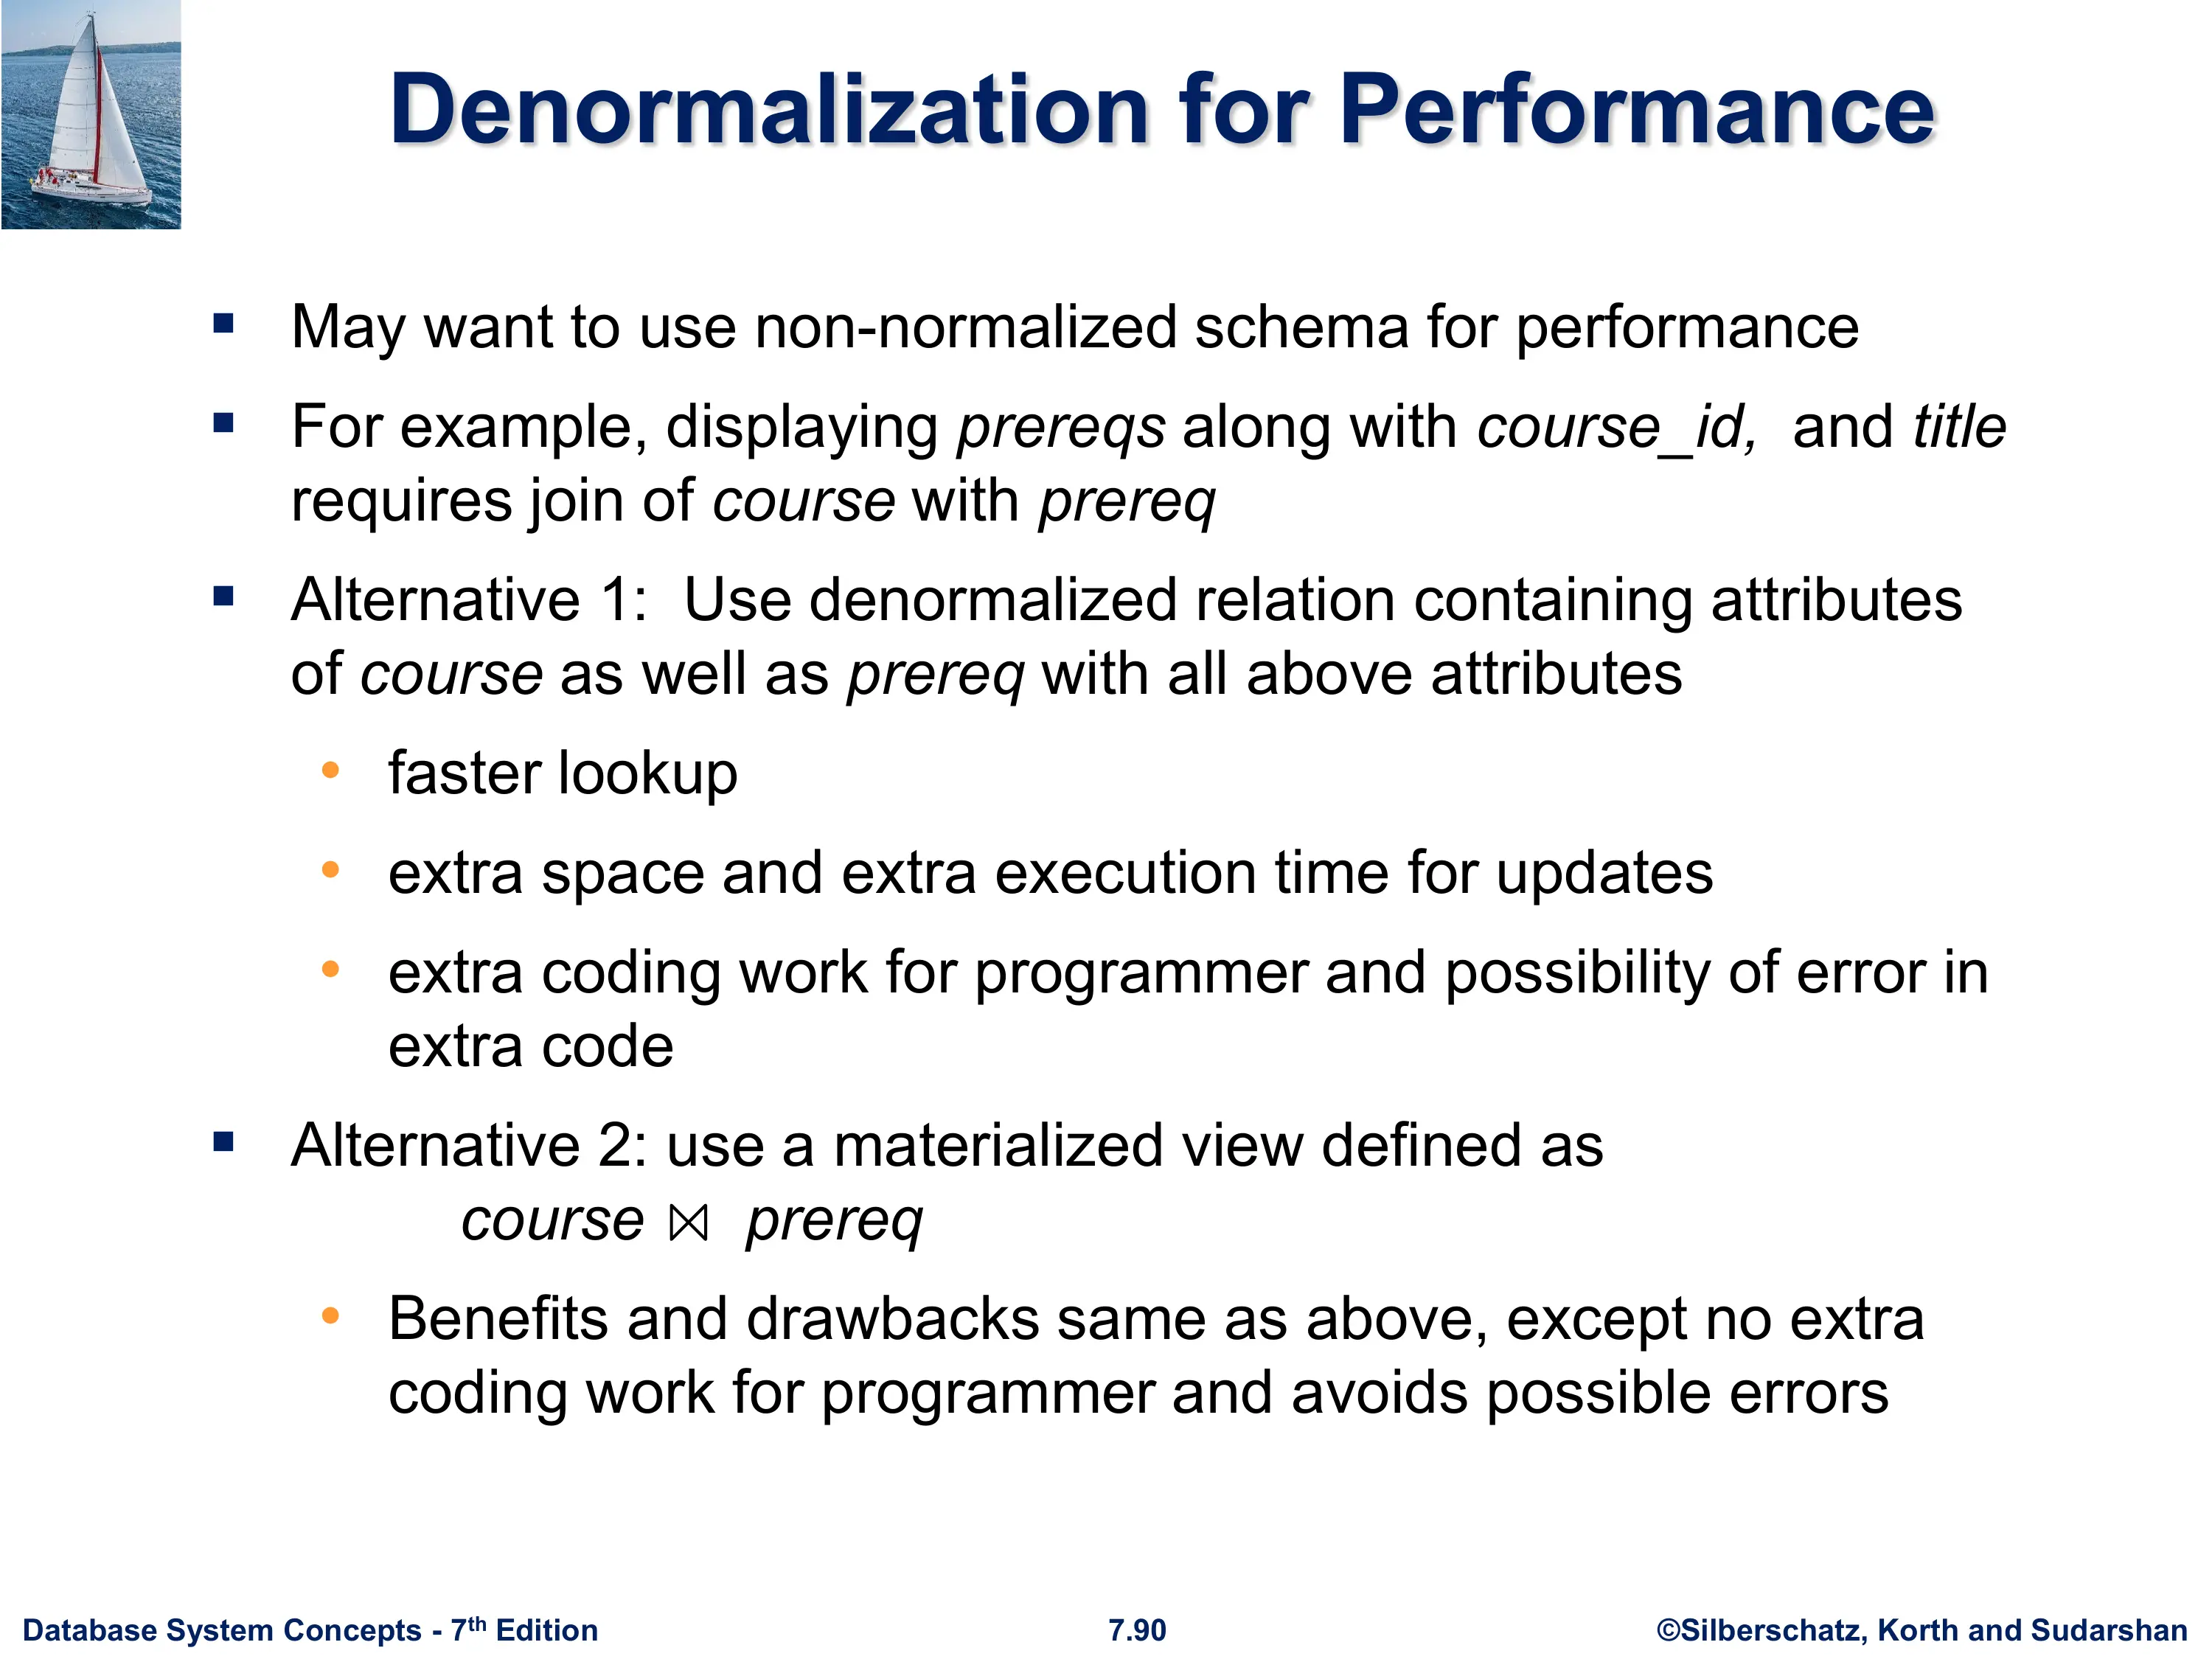 Denormalization for Performance
▪ May want to use non-normalized schema for performance
▪ For example, displaying prereqs along with course_id,  and title
requires join of course with prereq
▪ Alternative 1:  Use denormalized relation containing attributes
of course as well as prereq with all above attributes
• faster lookup
• extra space and extra execution time for updates
• extra coding work for programmer and possibility of error in
extra code
▪ Alternative 2: use a materialized view defined as
course ⋈ prereq
• Benefits and drawbacks same as above, except no extra
coding work for programmer and avoids possible errors
Database System Concepts - 7th Edition
7.90
©Silberschatz, Korth and Sudarshan